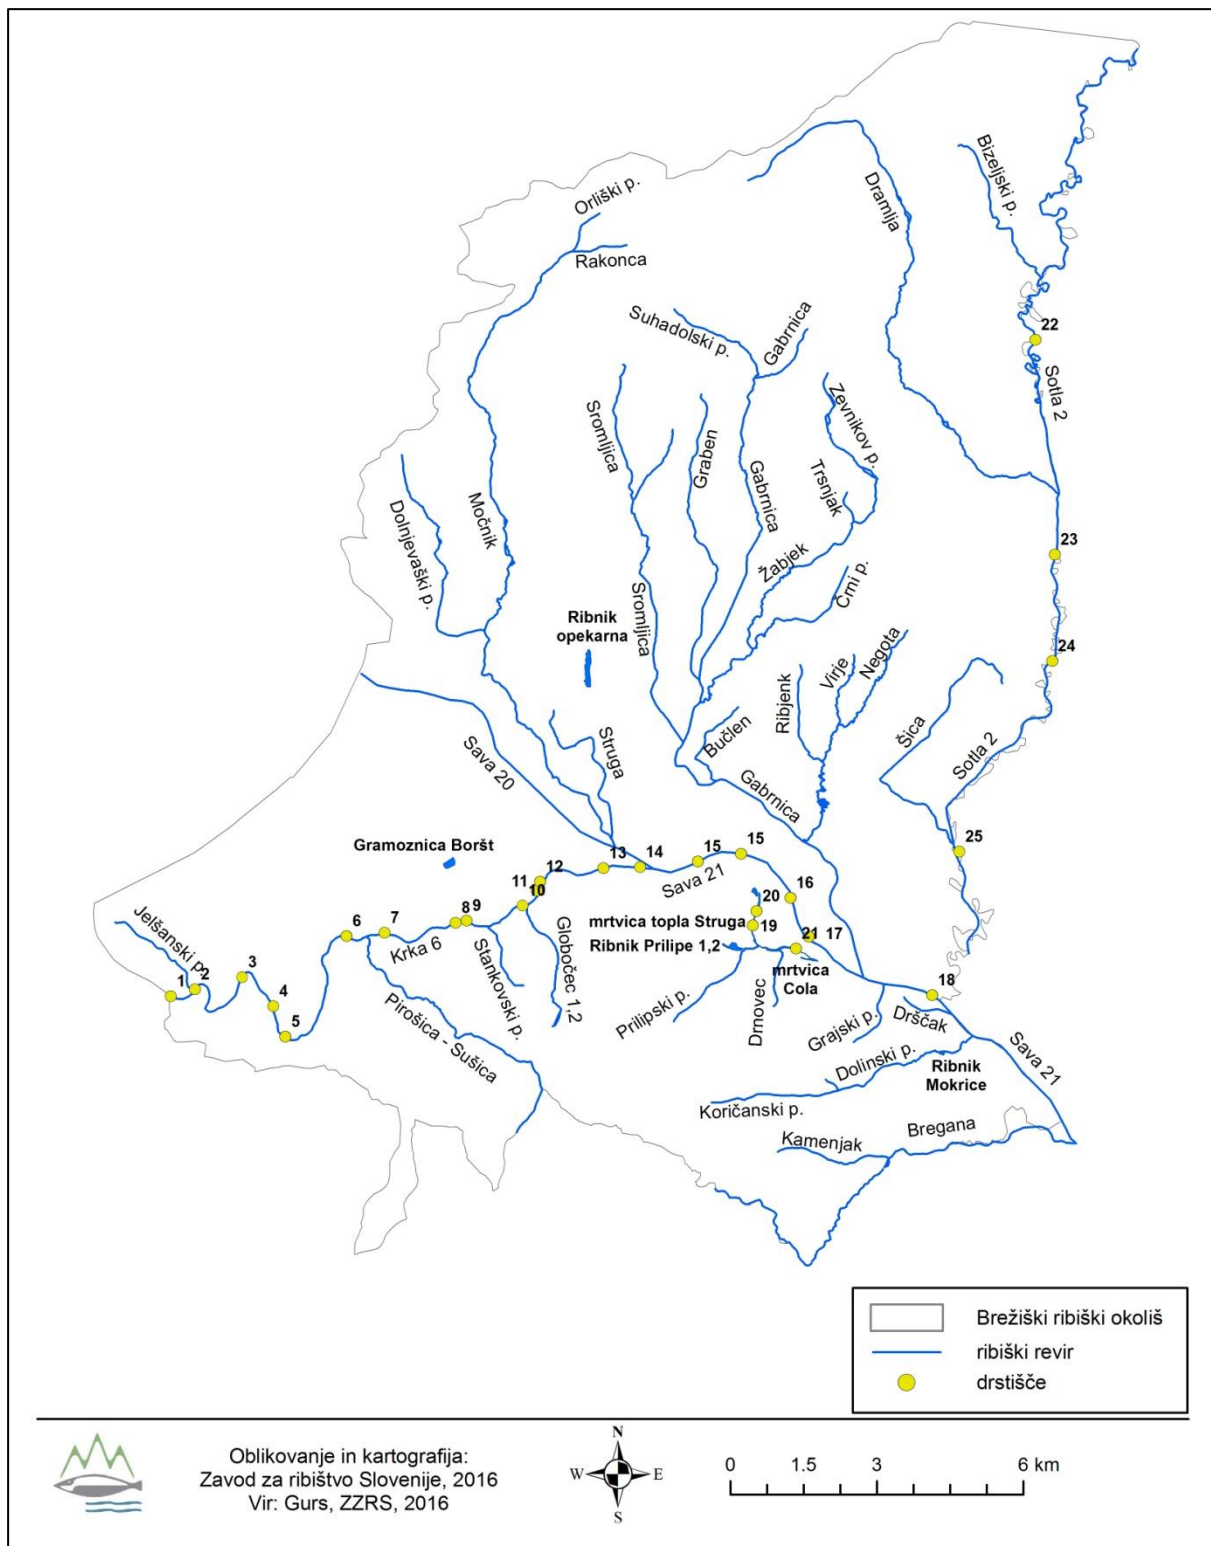 Orliški p.
Rakonca
Dramlja
Bizeljski p.
22
Sotla 2
Suhadolski p.
Gabrnica
Zevnikov p.
Trsnjak
Sromljica
Graben
Gabrnica
Močnik
Dolnjevaški p.
Žabjek
Črni p.
23
24
Ribnik
opekarna
Sromljica
Virje
Negota
Ribjenk
Bučlen
Šica
Sotla 2
Struga
Sava 20
Gabrnica
25
Gramoznica Boršt
12
13
14
15
15
Sava 21
11
10
16
20
mrtvica topla Struga
19
Ribnik Prilipe 1,2
21
17
mrtvica
Cola
8
9
6
7
Krka 6
Stankovski p.
Globočec 1,2
Jelšanski p.
1
2
3
4
5
Pirošica - Sušica
Prilipski p.
Drnovec
18
Grajski p.
Drščak
Dolinski p.
Sava 21
Ribnik
Mokrice
Koričanski p.
Kamenjak
Bregana
Brežiški ribiški okoliš
ribiški revir
drstišče
Oblikovanje in kartografija:
Zavod za ribištvo Slovenije, 2016
Vir: Gurs, ZZRS, 2016
N
W
E
S
0
1.5
3
6 km